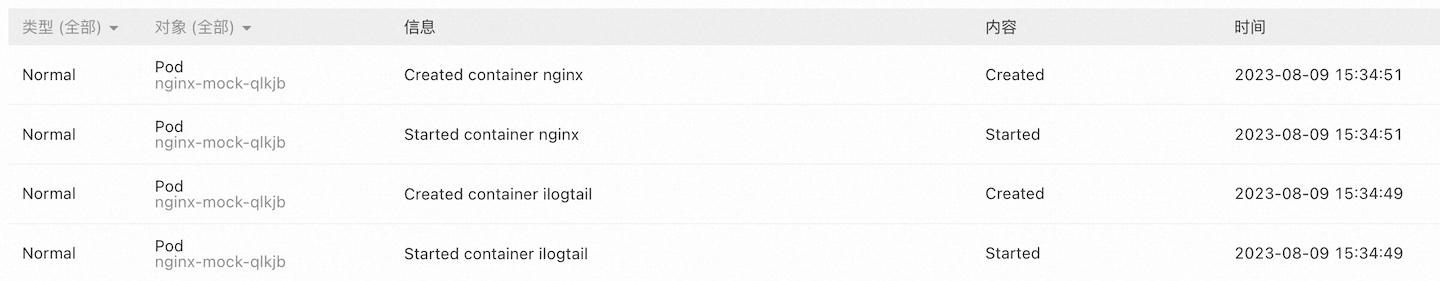 类型 (全部) 对象 (全部) 信息 内容 时间
Normal Pod nginx-mock-qlkjb Created container nginx Created 2023-08-09 15:34:51
Normal Pod nginx-mock-qlkjb Started container nginx Started 2023-08-09 15:34:51
Normal Pod nginx-mock-qlkjb Created container ilogtail Created 2023-08-09 15:34:49
Normal Pod nginx-mock-qlkjb Started container ilogtail Started 2023-08-09 15:34:49